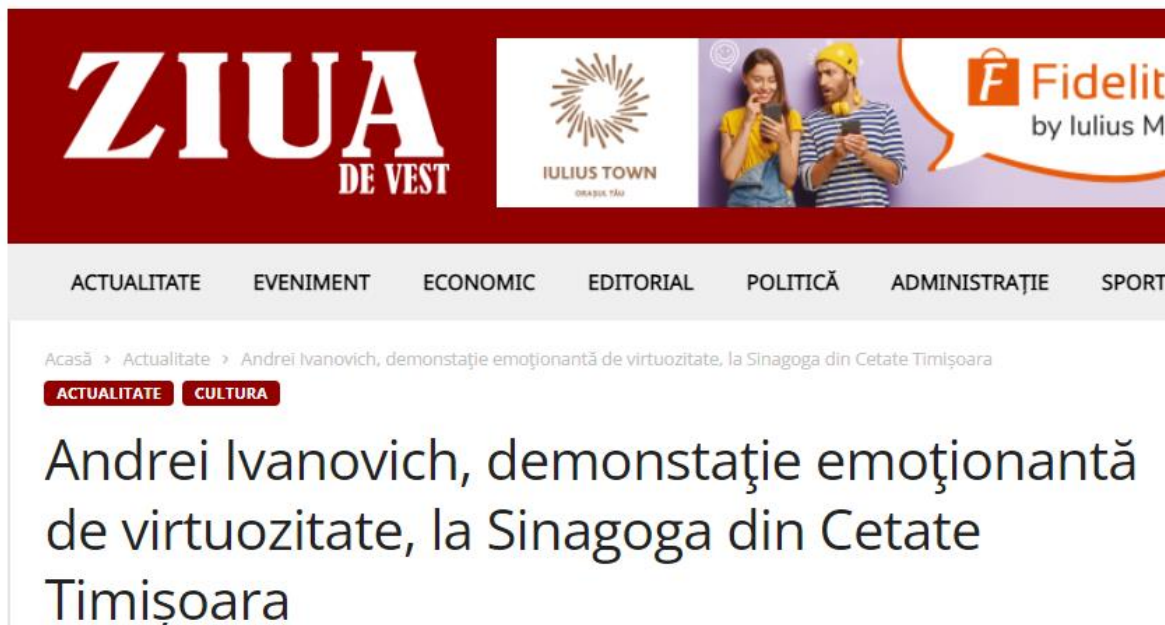 ZIUA
DE VEST
IULIUS TOWN
ORAȘUL TĂU
F Fidelit
by Iulius M
ACTUALITATE EVENIMENT ECONOMIC EDITORIAL POLITICĂ ADMINISTRAȚIE SPORT
Acasă › Actualitate › Andrei Ivanovich, demonstaţie emoţionantă de virtuozitate, la Sinagoga din Cetate Timișoara
ACTUALITATE CULTURA
Andrei Ivanovich, demonstaţie emoţionantă
de virtuozitate, la Sinagoga din Cetate
Timișoara